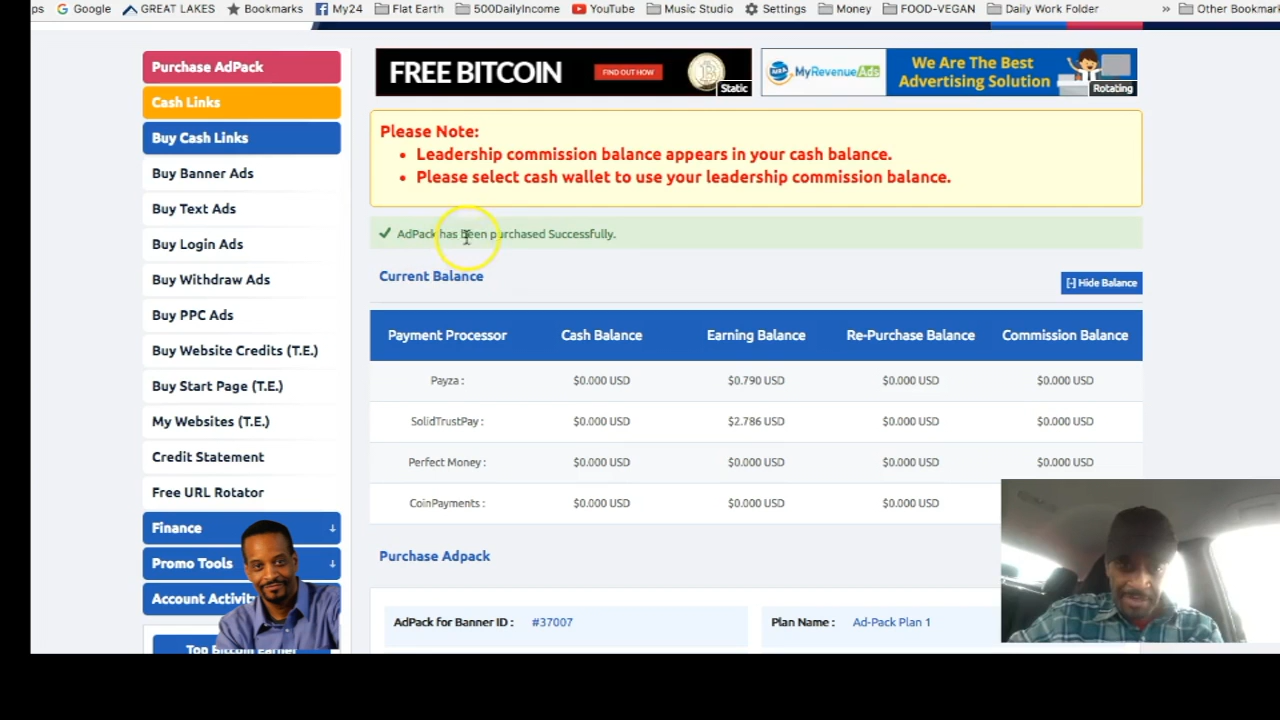 ps Google GREAT LAKES Bookmarks My24 Flat Earth 500DailyIncome YouTube Music Studio Settings Money FOOD-VEGAN Daily Work Folder » Other Bookmar
FREE BITCOIN FIND OUT NOW Static
MyRevenueAds We Are The Best
Advertising Solution Rotating
Purchase AdPack
Cash Links
Buy Cash Links
Buy Banner Ads
Buy Text Ads
Buy Login Ads
Buy Withdraw Ads
Buy PPC Ads
Buy Website Credits (T.E.)
Buy Start Page (T.E.)
My Websites (T.E.)
Credit Statement
Free URL Rotator
Finance ↓
Promo Tools ↓
Account Activit
Top Bitcoin Earner
Please Note:
• Leadership commission balance appears in your cash balance.
• Please select cash wallet to use your leadership commission balance.
✔ AdPack has been purchased Successfully.
Current Balance
[-] Hide Balance
Payment Processor Cash Balance Earning Balance Re-Purchase Balance Commission Balance
Payza : $0.000 USD $0.790 USD $0.000 USD $0.000 USD
SolidTrustPay : $0.000 USD $2.786 USD $0.000 USD $0.000 USD
Perfect Money : $0.000 USD $0.000 USD $0.000 USD $0.000 USD
CoinPayments : $0.000 USD $0.000 USD $0.000 USD
Purchase Adpack
AdPack for Banner ID : #37007 Plan Name : Ad-Pack Plan 1